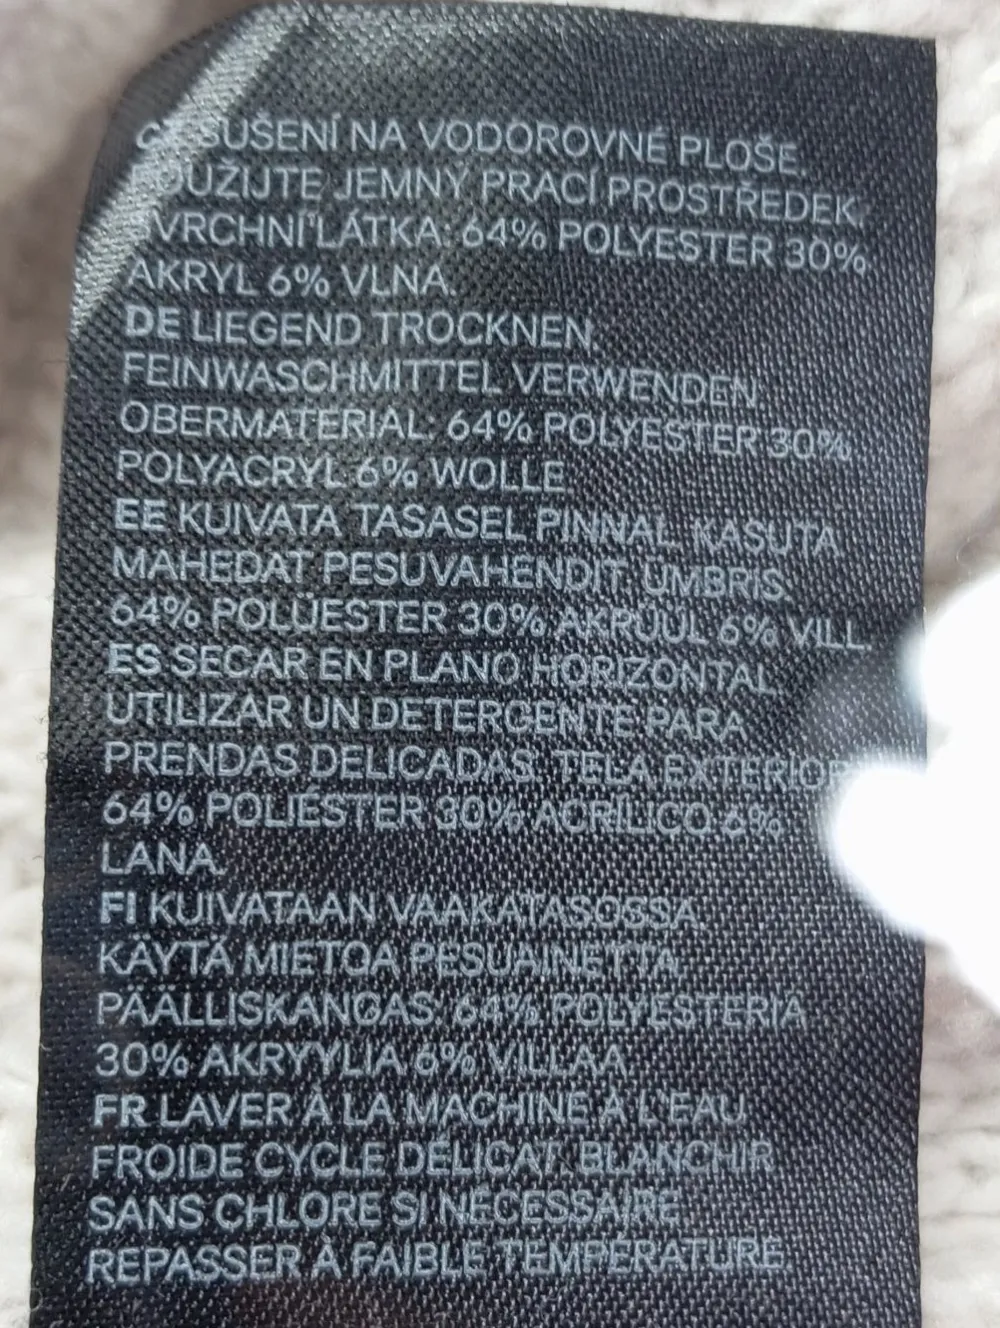 CZ SUŠENÍ NA VODOROVNÉ PLOŠE.
POUŽIJTE JEMNÝ PRACÍ PROSTŘEDEK.
VRCHNÍ LÁTKA: 64% POLYESTER 30%
AKRYL 6% VLNA.
DE LIEGEND TROCKNEN.
FEINWASCHMITTEL VERWENDEN.
OBERMATERIAL: 64% POLYESTER 30%
POLYACRYL 6% WOLLE.
EE KUIVATA TASASEL PINNAL. KASUTA
MAHEDAT PESUVAHENDIT. ÜMBRIS:
64% POLÜESTER 30% AKRÜÜL 6% VILL.
ES SECAR EN PLANO HORIZONTAL.
UTILIZAR UN DETERGENTE PARA
PRENDAS DELICADAS. TELA EXTERIOR:
64% POLIÉSTER 30% ACRÍLICO 6%
LANA.
FI KUIVATAAN VAAKATASOSSA.
KÄYTÄ MIETOA PESUAINETTA.
PÄÄLLISKANGAS: 64% POLYESTERIÄ
30% AKRYYLIA 6% VILLAA.
FR LAVER À LA MACHINE À L'EAU
FROIDE CYCLE DÉLICAT. BLANCHIR
SANS CHLORE SI NÉCESSAIRE.
REPASSER À FAIBLE TEMPÉRATURE